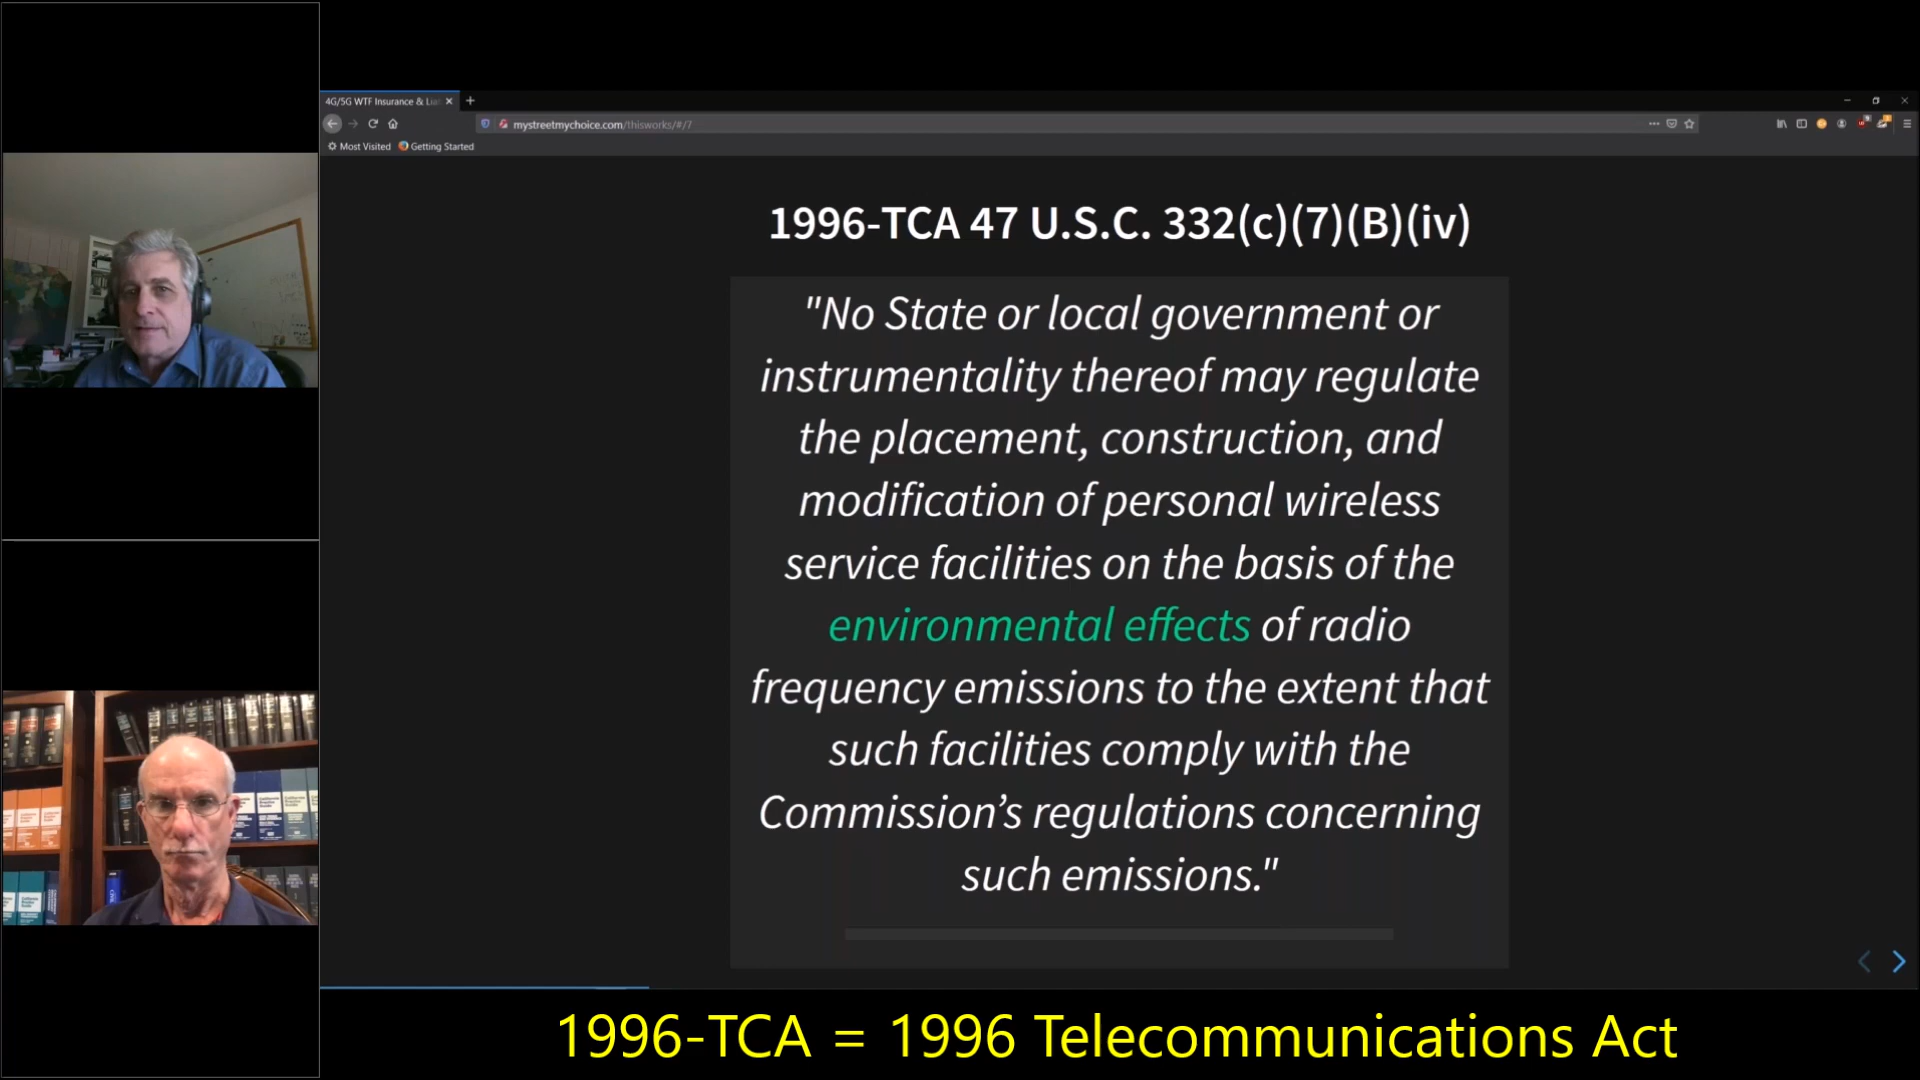 4G/5G WTF Insurance & Lia
mystreetmychoice.com/thisworks/#/7
Most Visited Getting Started
1996-TCA 47 U.S.C. 332(c)(7)(B)(iv)
"No State or local government or
instrumentality thereof may regulate
the placement, construction, and
modification of personal wireless
service facilities on the basis of the
environmental effects of radio
frequency emissions to the extent that
such facilities comply with the
Commission’s regulations concerning
such emissions."
1996-TCA = 1996 Telecommunications Act